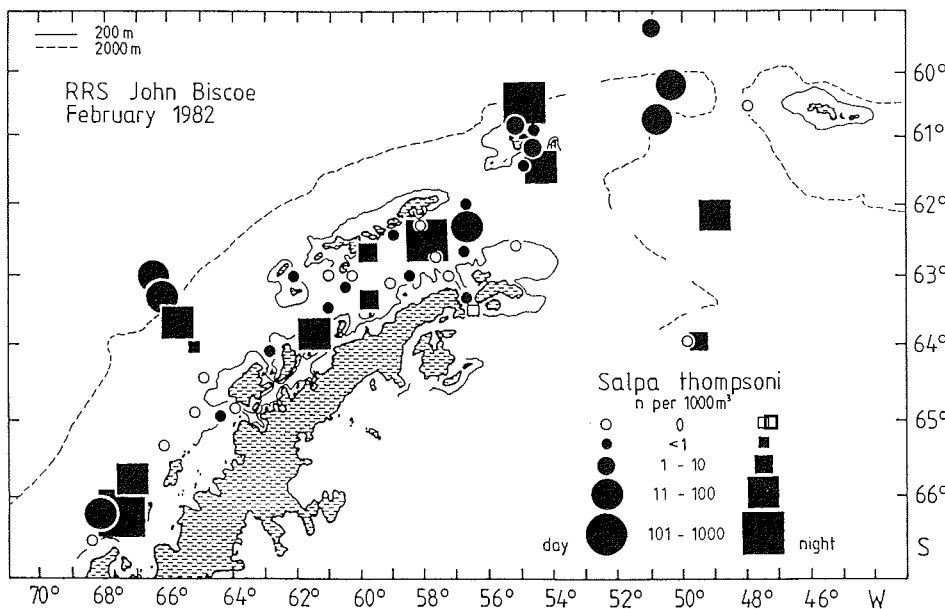 200 m
2000 m
RRS John Biscoe
February 1982
60°
61°
62°
63°
64°
Salpa thompsoni
n per 1000m³
0
<1
65°
1 - 10
11 - 100
66°
day 101 - 1000 night
S
70° 68° 66° 64° 62° 60° 58° 56° 54° 52° 50° 48° 46° W